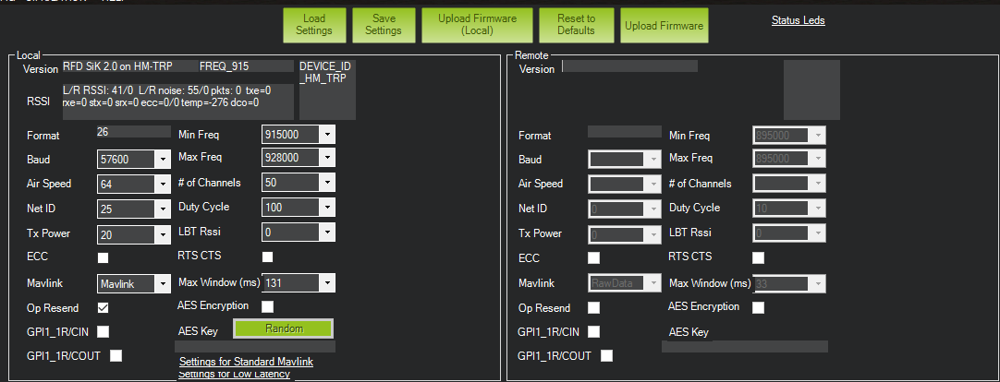 Load Settings
Save Settings
Upload Firmware (Local)
Reset to Defaults
Upload Firmware
Status Leds
Local
Version RFD SiK 2.0 on HM-TRP FREQ_915 DEVICE_ID _HM_TRP
RSSI L/R RSSI: 41/0 L/R noise: 55/0 pkts: 0 txe=0
rxe=0 stx=0 srx=0 ecc=0/0 temp=-276 dco=0
Format 26 Min Freq 915000
Baud 57600 Max Freq 928000
Air Speed 64 # of Channels 50
Net ID 25 Duty Cycle 100
Tx Power 20 LBT Rssi 0
ECC RTS CTS
Mavlink Mavlink Max Window (ms) 131
Op Resend AES Encryption
GPI1_1R/CIN AES Key Random
GPI1_1R/COUT
Settings for Standard Mavlink
Settings for Low Latency
Remote
Version
Format Min Freq 895000
Baud Max Freq 895000
Air Speed # of Channels
Net ID 0 Duty Cycle 10
Tx Power 0 LBT Rssi 0
ECC RTS CTS
Mavlink RawData Max Window (ms) 33
Op Resend AES Encryption
GPI1_1R/CIN AES Key
GPI1_1R/COUT